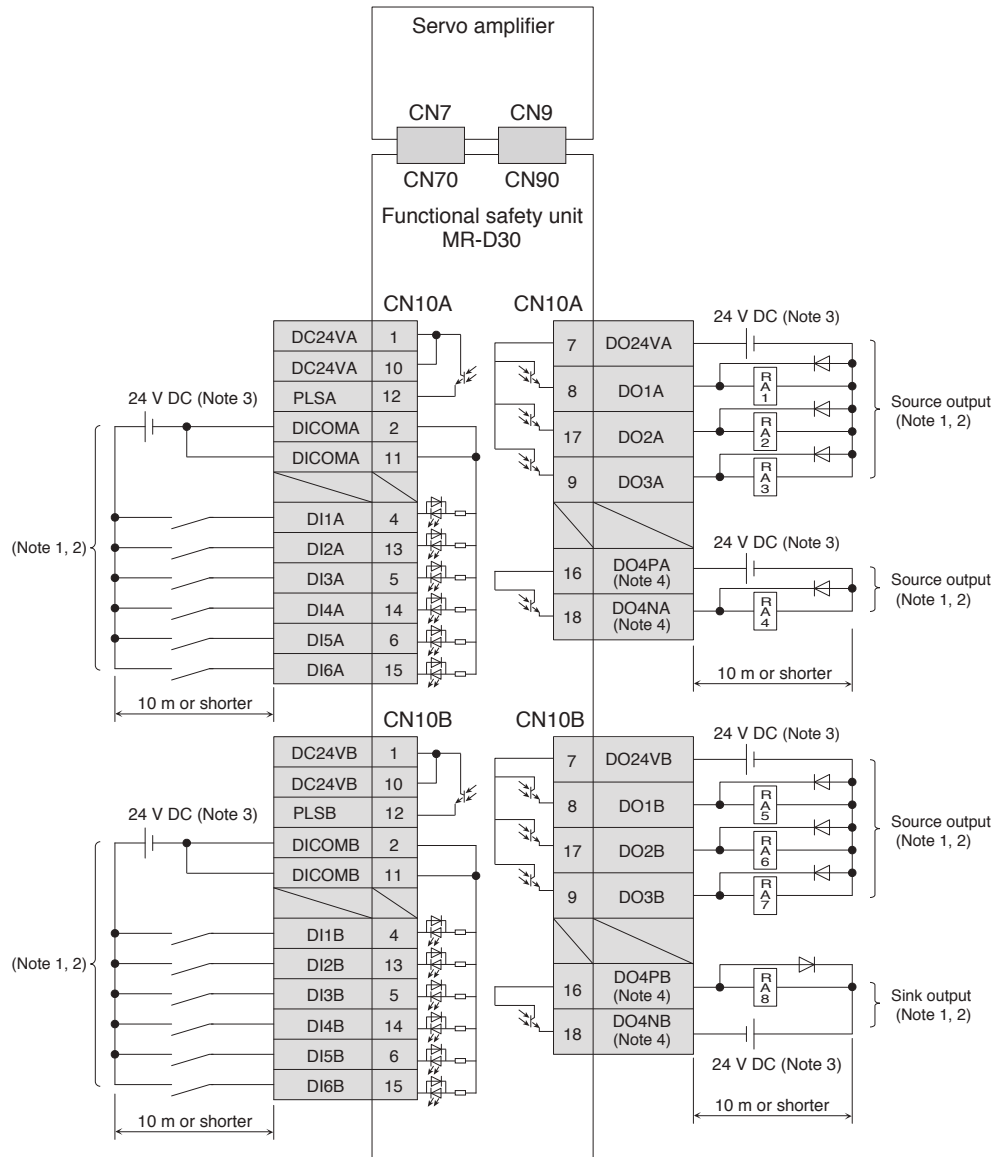 Servo amplifier
CN7 CN9
CN70 CN90
Functional safety unit
MR-D30
CN10A
DC24VA 1
DC24VA 10
PLSA 12
24 V DC (Note 3)
DICOMA 2
DICOMA 11
DI1A 4
DI2A 13
(Note 1, 2)
DI3A 5
DI4A 14
DI5A 6
DI6A 15
10 m or shorter
CN10A
24 V DC (Note 3)
7 DO24VA
8 DO1A
RA1
17 DO2A
RA2
9 DO3A
RA3
Source output
(Note 1, 2)
24 V DC (Note 3)
16 DO4PA
(Note 4)
18 DO4NA
(Note 4)
RA4
Source output
(Note 1, 2)
10 m or shorter
CN10B
DC24VB 1
DC24VB 10
PLSB 12
24 V DC (Note 3)
DICOMB 2
DICOMB 11
DI1B 4
(Note 1, 2)
DI2B 13
DI3B 5
DI4B 14
DI5B 6
DI6B 15
10 m or shorter
CN10B
24 V DC (Note 3)
7 DO24VB
8 DO1B
RA5
17 DO2B
RA6
9 DO3B
RA7
Source output
(Note 1, 2)
16 DO4PB
(Note 4)
RA8
18 DO4NB
(Note 4)
Sink output
(Note 1, 2)
24 V DC (Note 3)
10 m or shorter